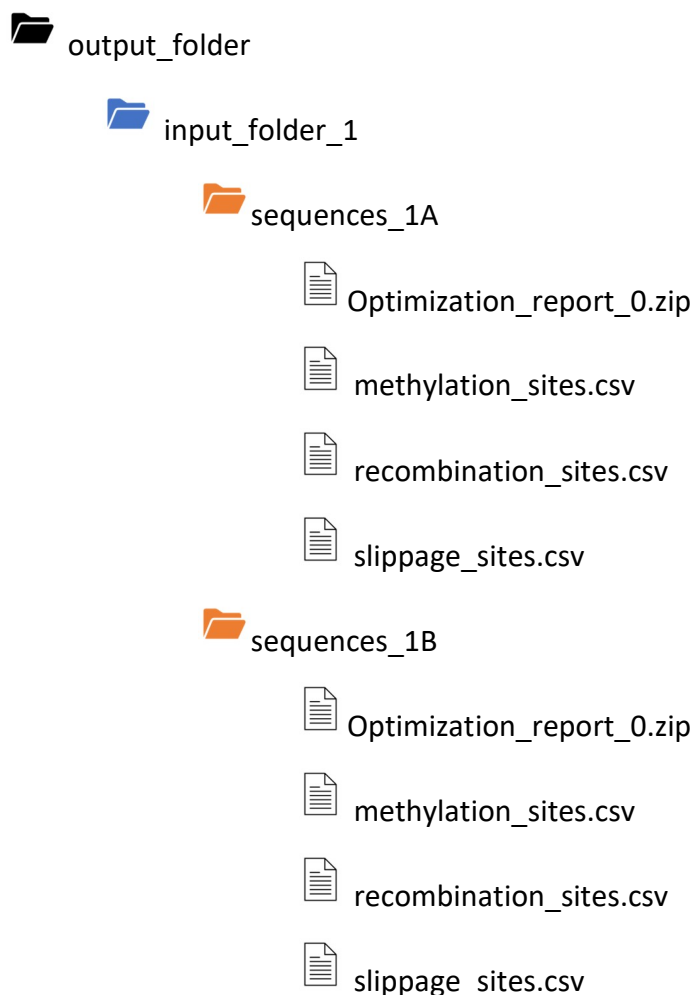 output_folder
input_folder_1
sequences_1A
Optimization_report_0.zip
methylation_sites.csv
recombination_sites.csv
slippage_sites.csv
sequences_1B
Optimization_report_0.zip
methylation_sites.csv
recombination_sites.csv
slippage_sites.csv